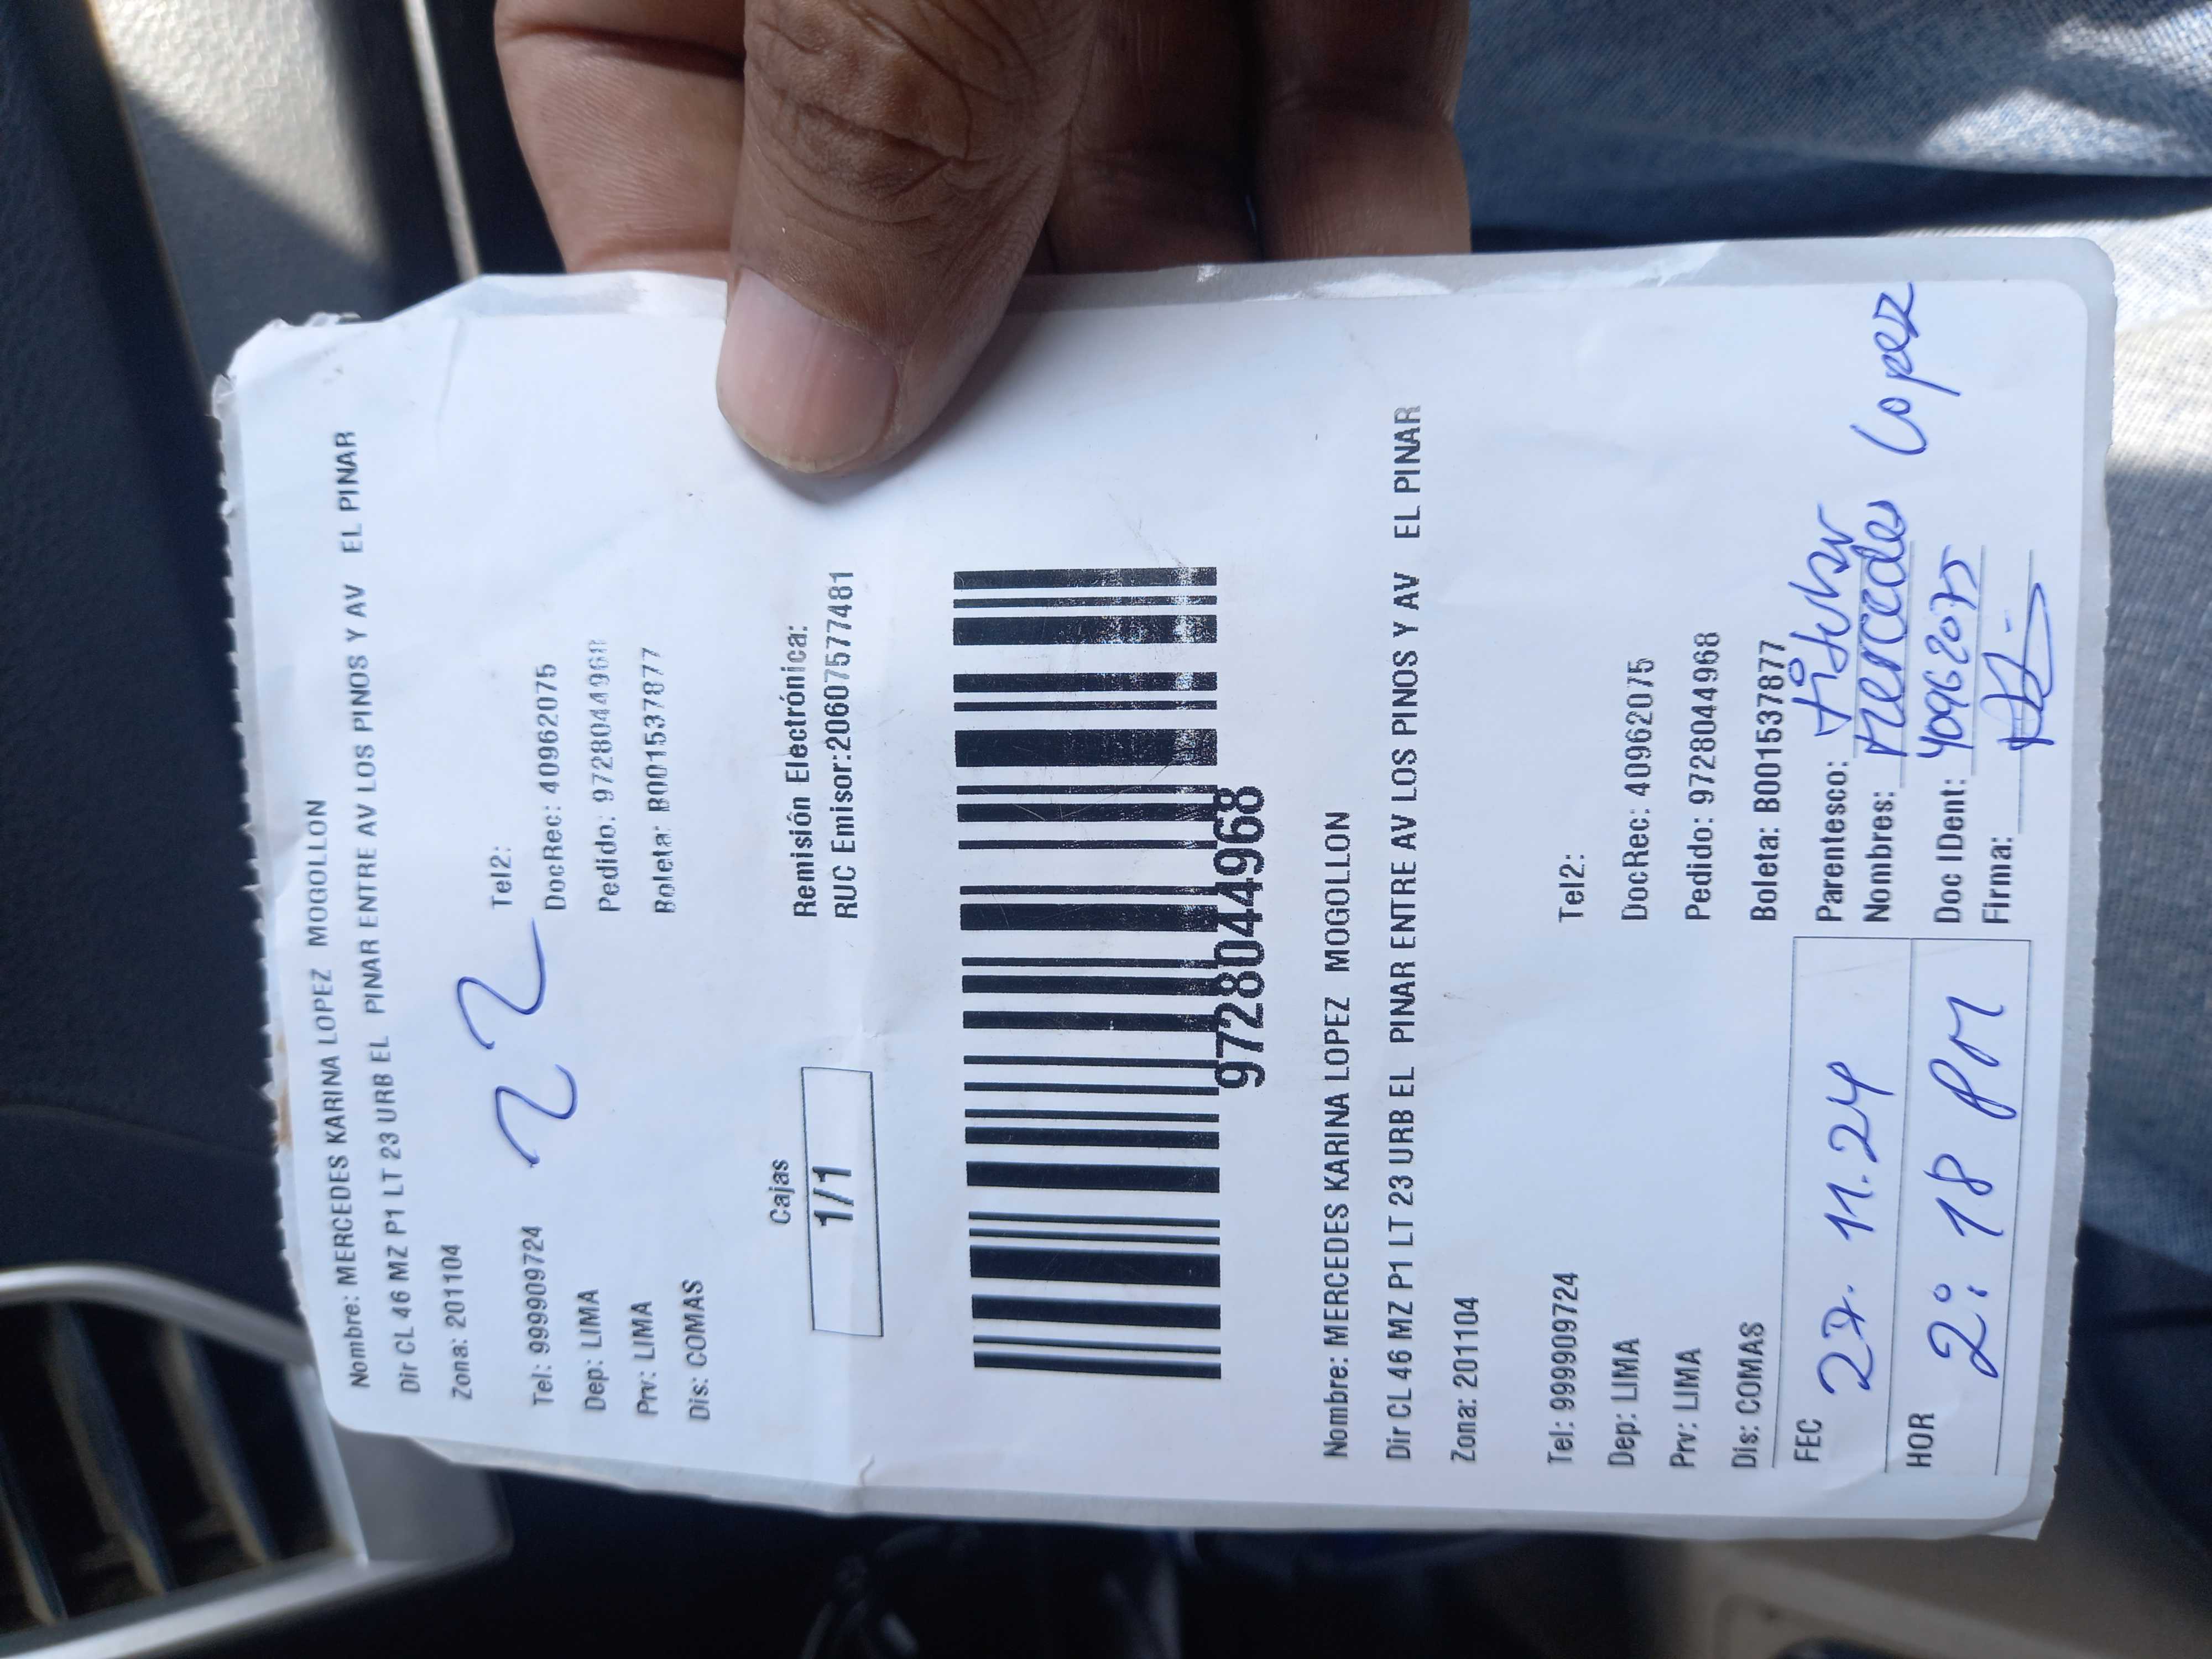 Nombre: MERCEDES KARINA LOPEZ MOGOLLON
Dir CL 46 MZ P1 LT 23 URB EL PINAR ENTRE AV LOS PINOS Y AV EL PINAR
Zona: 201104
22
Tel: 999909724 Tel2:
Dep: LIMA DocRec: 40962075
Prv: LIMA Pedido: 97280444968
Dis: COMAS Boleta: B001537877
Cajas Remisión Electrónica:
1/1 RUC Emisor:20607577481
97280444968
Nombre: MERCEDES KARINA LOPEZ MOGOLLON
Dir CL 46 MZ P1 LT 23 URB EL PINAR ENTRE AV LOS PINOS Y AV EL PINAR
Zona: 201104
Tel: 999909724 Tel2:
Dep: LIMA DocRec: 40962075
Prv: LIMA Pedido: 97280444968
Dis: COMAS Boleta: B001537877
FEC 27.11.24 Parentesco: titular
Nombres: Mercedes Lopez
HOR 2:18 PM Doc IDent: 40962075
Firma: